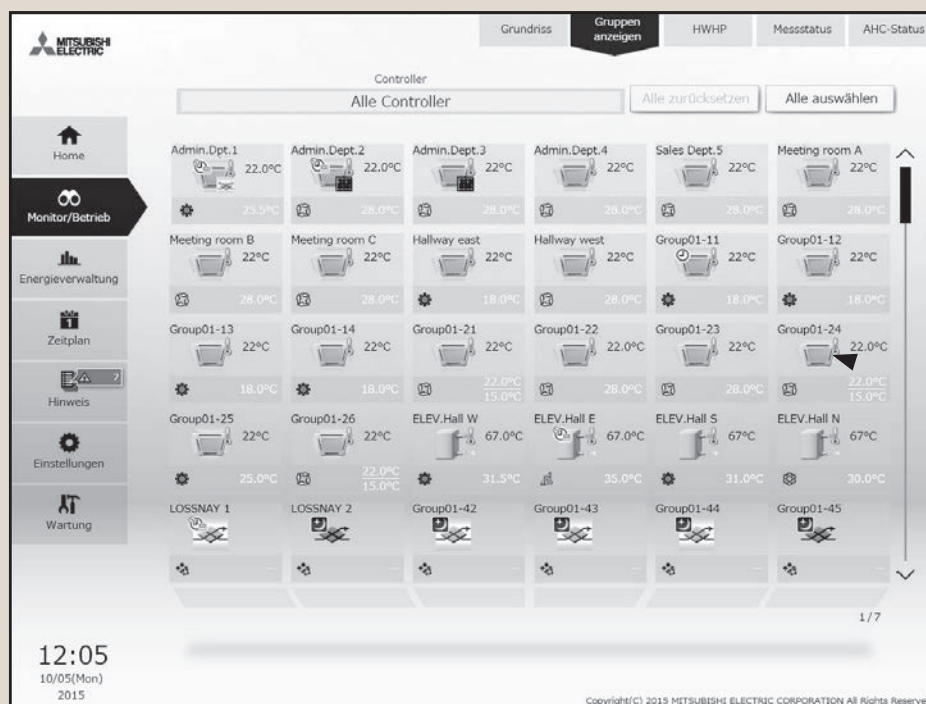 MITSUBISHI ELECTRIC
Grundriss
Gruppen anzeigen
HWHP
Messstatus
AHC-Status
Controller
Alle Controller
Alle zurücksetzen
Alle auswählen
Home
Monitor/Betrieb
Energieverwaltung
Zeitplan
1
Hinweis
7
Einstellungen
Wartung
Admin.Dpt.1 Admin.Dept.2 Admin.Dept.3 Admin.Dept.4 Sales Dept.5 Meeting room A
22.0°C 22.0°C 22°C 22°C 22°C 22°C
25.5°C 28.0°C 28.0°C 28.0°C 28.0°C 28.0°C
Meeting room B Meeting room C Hallway east Hallway west Group01-11 Group01-12
22°C 22°C 22°C 22°C 22°C 22°C
28.0°C 28.0°C 18.0°C 28.0°C 18.0°C 18.0°C
Group01-13 Group01-14 Group01-21 Group01-22 Group01-23 Group01-24
22°C 22°C 22°C 22.0°C 22°C 22.0°C
18.0°C 18.0°C 22.0°C 28.0°C 28.0°C 22.0°C
15.0°C 15.0°C
Group01-25 Group01-26 ELEV.Hall W ELEV.Hall E ELEV.Hall S ELEV.Hall N
22°C 22°C 67.0°C 67.0°C 67°C 67°C
25.0°C 22.0°C 31.5°C 35.0°C 31.0°C 30.0°C
15.0°C
LOSSNAY 1 LOSSNAY 2 Group01-42 Group01-43 Group01-44 Group01-45
1/7
12:05
10/05(Mon)
2015
Copyright(C) 2015 MITSUBISHI ELECTRIC CORPORATION All Rights Reserve